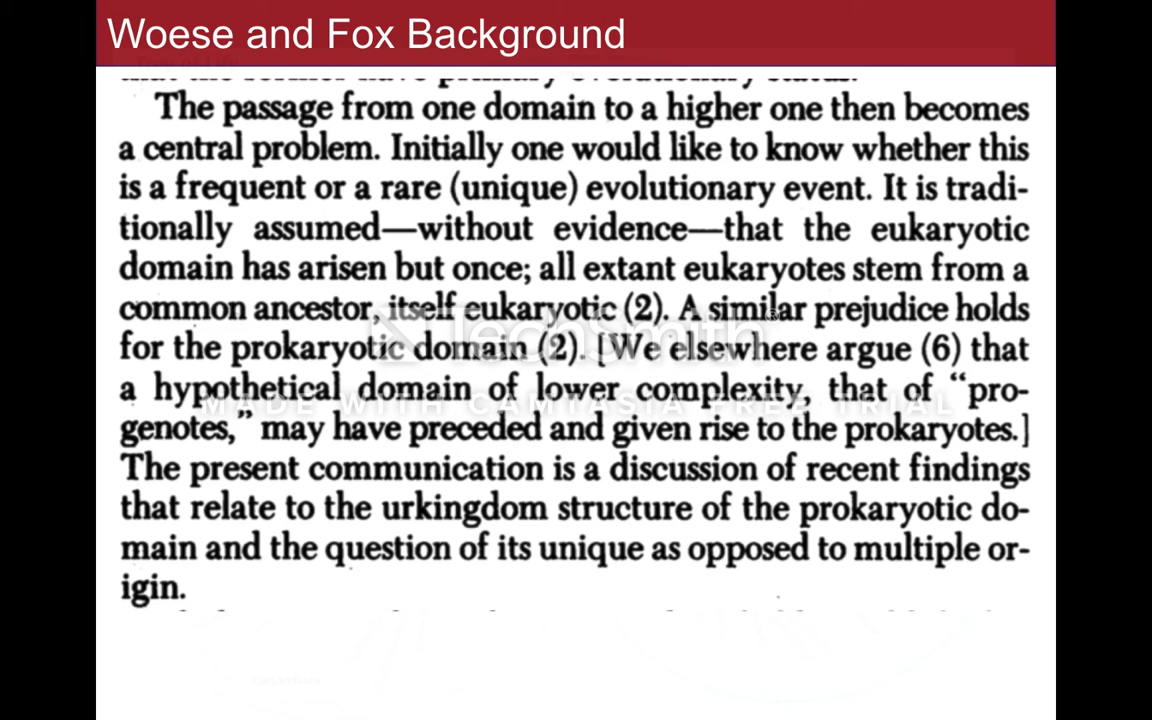 Woese and Fox Background
The passage from one domain to a higher one then becomes
a central problem. Initially one would like to know whether this
is a frequent or a rare (unique) evolutionary event. It is tradi-
tionally assumed—without evidence—that the eukaryotic
domain has arisen but once; all extant eukaryotes stem from a
common ancestor, itself eukaryotic (2). A similar prejudice holds
for the prokaryotic domain (2). [We elsewhere argue (6) that
a hypothetical domain of lower complexity, that of “pro-
genotes,” may have preceded and given rise to the prokaryotes.]
The present communication is a discussion of recent findings
that relate to the urkingdom structure of the prokaryotic do-
main and the question of its unique as opposed to multiple or-
igin.
TechSmith®
MADE WITH CAMTASIA FREE TRIAL